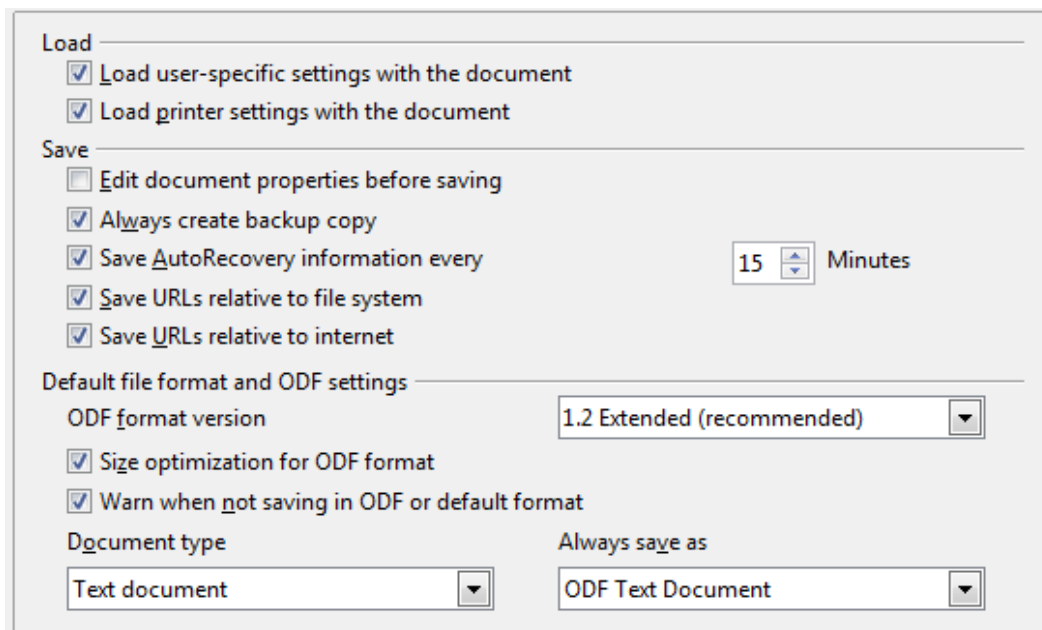 Load
Load user-specific settings with the document
Load printer settings with the document
Save
Edit document properties before saving
Always create backup copy
Save AutoRecovery information every 15 Minutes
Save URLs relative to file system
Save URLs relative to internet
Default file format and ODF settings
ODF format version 1.2 Extended (recommended)
Size optimization for ODF format
Warn when not saving in ODF or default format
Document type Always save as
Text document ODF Text Document